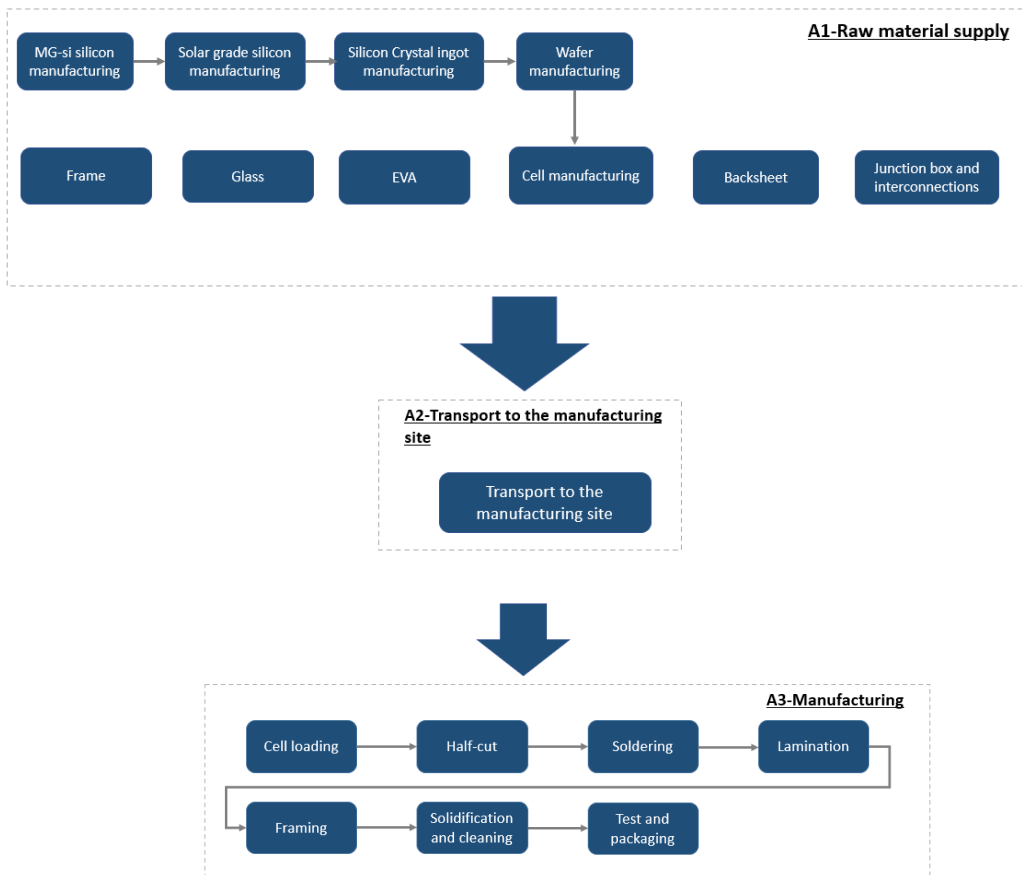 A1-Raw material supply
MG-si silicon
manufacturing
Solar grade silicon
manufacturing
Silicon Crystal ingot
manufacturing
Wafer
manufacturing
Frame
Glass
EVA
Cell manufacturing
Backsheet
Junction box and
interconnections
A2-Transport to the manufacturing
site
Transport to the
manufacturing site
A3-Manufacturing
Cell loading
Half-cut
Soldering
Lamination
Framing
Solidification
and cleaning
Test and
packaging